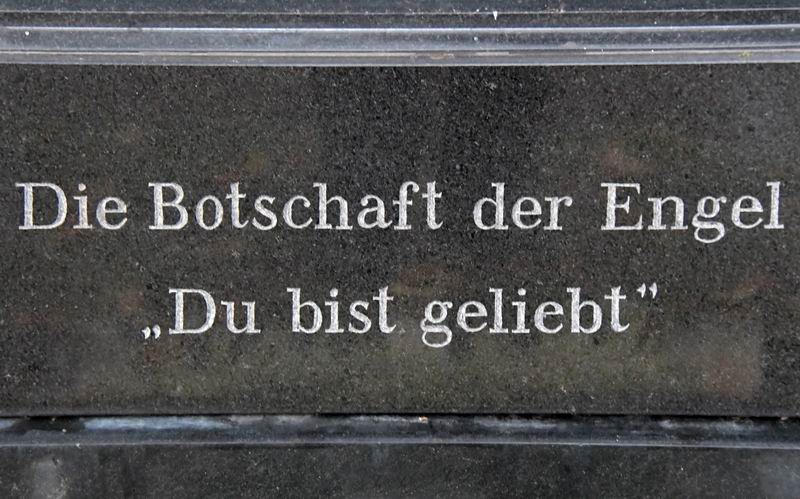 Die Botschaft der Engel
„Du bist geliebt"